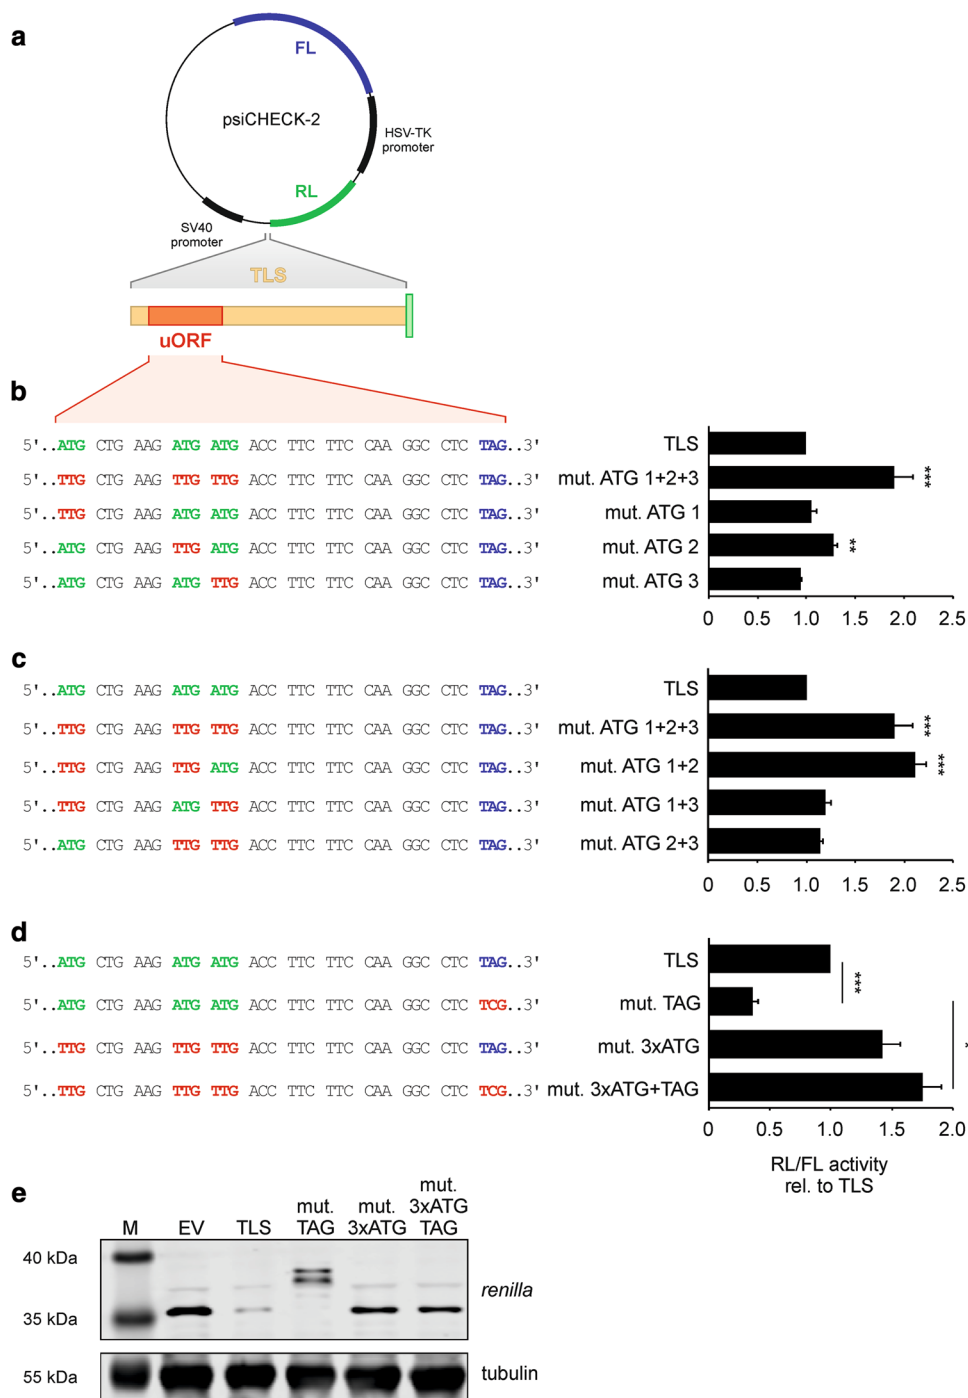 a
FL
psiCHECK-2
HSV-TK
promoter
RL
SV40
promoter
TLS
uORF
b
5'..ATG CTG AAG ATG ATG ACC TTC TTC CAA GGC CTC TAG..3' TLS
5'..TTG CTG AAG TTG TTG ACC TTC TTC CAA GGC CTC TAG..3' mut. ATG 1+2+3 ***
5'..TTG CTG AAG ATG ATG ACC TTC TTC CAA GGC CTC TAG..3' mut. ATG 1
5'..ATG CTG AAG TTG ATG ACC TTC TTC CAA GGC CTC TAG..3' mut. ATG 2 **
5'..ATG CTG AAG ATG TTG ACC TTC TTC CAA GGC CTC TAG..3' mut. ATG 3
0 0.5 1.0 1.5 2.0 2.5
c
5'..ATG CTG AAG ATG ATG ACC TTC TTC CAA GGC CTC TAG..3' TLS
5'..TTG CTG AAG TTG TTG ACC TTC TTC CAA GGC CTC TAG..3' mut. ATG 1+2+3 ***
5'..TTG CTG AAG TTG ATG ACC TTC TTC CAA GGC CTC TAG..3' mut. ATG 1+2 ***
5'..TTG CTG AAG ATG TTG ACC TTC TTC CAA GGC CTC TAG..3' mut. ATG 1+3
5'..ATG CTG AAG TTG TTG ACC TTC TTC CAA GGC CTC TAG..3' mut. ATG 2+3
0 0.5 1.0 1.5 2.0 2.5
d
5'..ATG CTG AAG ATG ATG ACC TTC TTC CAA GGC CTC TAG..3' TLS
***
5'..ATG CTG AAG ATG ATG ACC TTC TTC CAA GGC CTC TCG..3' mut. TAG
5'..TTG CTG AAG TTG TTG ACC TTC TTC CAA GGC CTC TAG..3' mut. 3xATG
5'..TTG CTG AAG TTG TTG ACC TTC TTC CAA GGC CTC TCG..3' mut. 3xATG+TAG
0 0.5 1.0 1.5 2.0
RL/FL activity
rel. to TLS
e
M EV TLS mut. TAG mut. 3xATG mut. 3xATG TAG
40 kDa
renilla
35 kDa
55 kDa tubulin